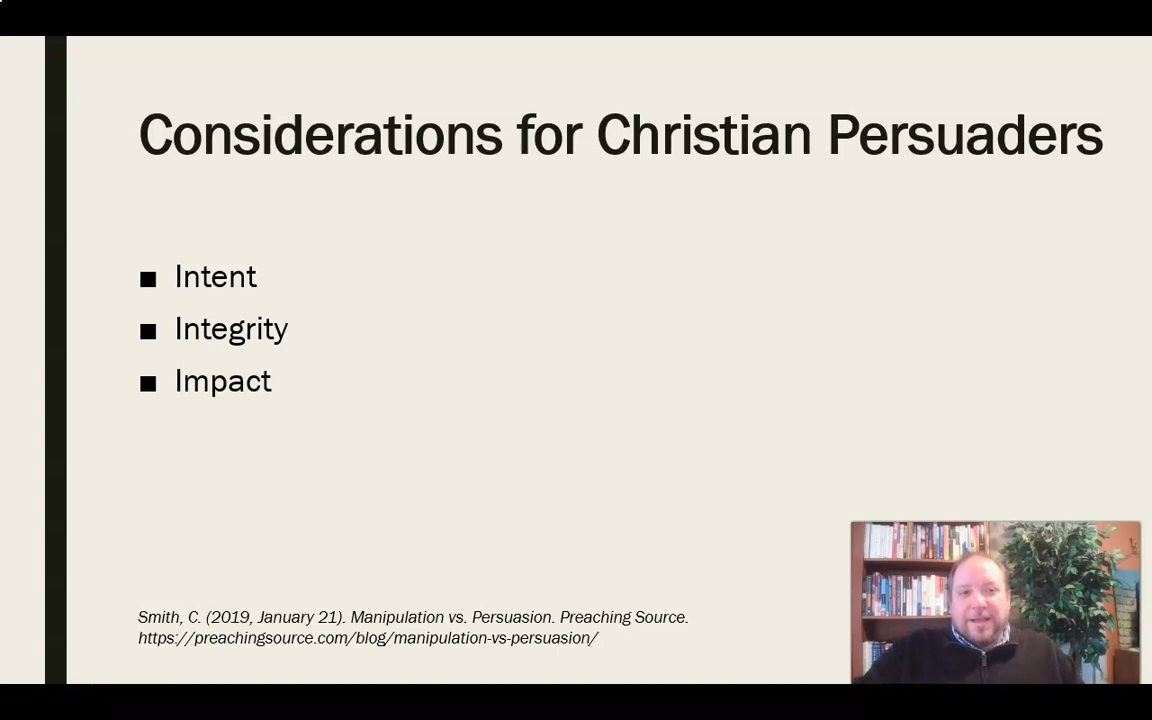 Considerations for Christian Persuaders
■ Intent
■ Integrity
■ Impact
Smith, C. (2019, January 21). Manipulation vs. Persuasion. Preaching Source.
https://preachingsource.com/blog/manipulation-vs-persuasion/